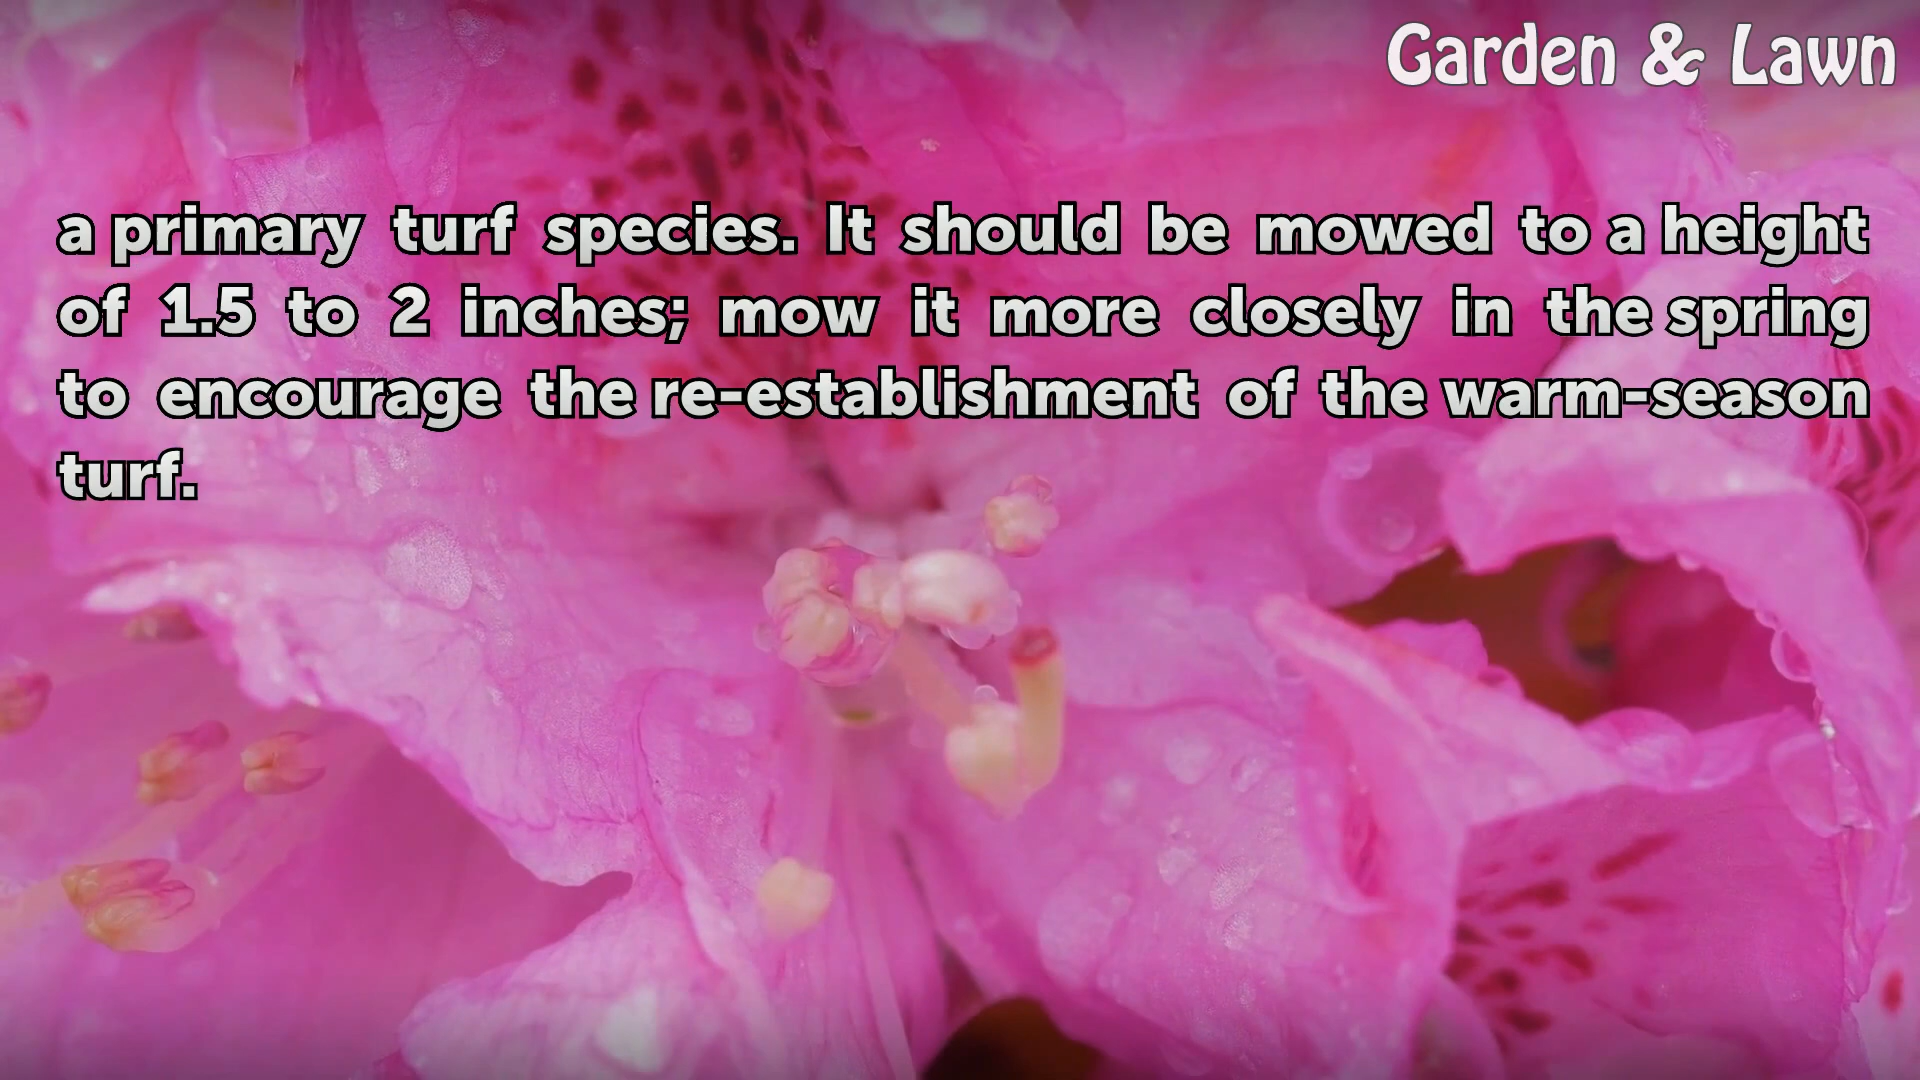 Garden & Lawn
a primary turf species. It should be mowed to a height
of 1.5 to 2 inches; mow it more closely in the spring
to encourage the re-establishment of the warm-season
turf.